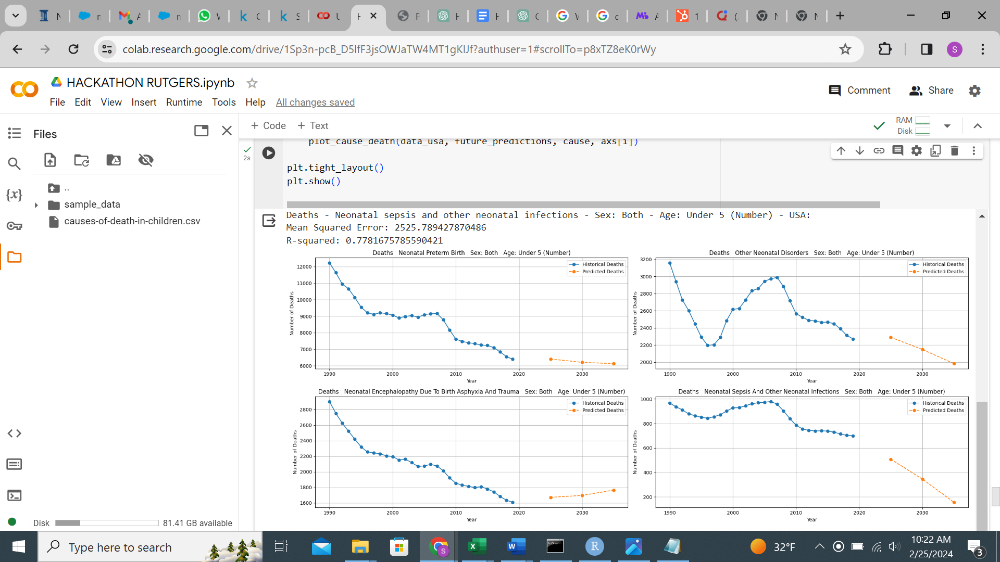 colab.research.google.com/drive/1Sp3n-pcB_D5lfF3jsOWJaTW4MT1gKIJf?authuser=1#scrollTo=p8xTZ8eK0rWy
S
HACKATHON RUTGERS.ipynb
File Edit View Insert Runtime Tools Help All changes saved
Comment Share
Files
+ Code + Text
RAM
Disk
..
sample_data
causes-of-death-in-children.csv
Disk 81.41 GB available
2s
plot_cause_death(data_usa, future_predictions, cause, axs[i])
plt.tight_layout()
plt.show()
Deaths - Neonatal sepsis and other neonatal infections - Sex: Both - Age: Under 5 (Number) - USA:
Mean Squared Error: 2525.789427870486
R-squared: 0.7781675785590421
Deaths Neonatal Preterm Birth Sex: Both Age: Under 5 (Number)
Historical Deaths
Predicted Deaths
Number of Deaths
12000
11000
10000
9000
8000
7000
6000
1990 2000 2010 2020 2030
Year
Deaths Other Neonatal Disorders Sex: Both Age: Under 5 (Number)
Historical Deaths
Predicted Deaths
Number of Deaths
3200
3000
2800
2600
2400
2200
2000
1990 2000 2010 2020 2030
Year
Deaths Neonatal Encephalopathy Due To Birth Asphyxia And Trauma Sex: Both Age: Under 5 (Number)
Historical Deaths
Predicted Deaths
Number of Deaths
2800
2600
2400
2200
2000
1800
1600
1990 2000 2010 2020 2030
Year
Deaths Neonatal Sepsis And Other Neonatal Infections Sex: Both Age: Under 5 (Number)
Historical Deaths
Predicted Deaths
Number of Deaths
1000
800
600
400
200
1990 2000 2010 2020 2030
Year
Type here to search
32°F
10:22 AM
2/25/2024
3